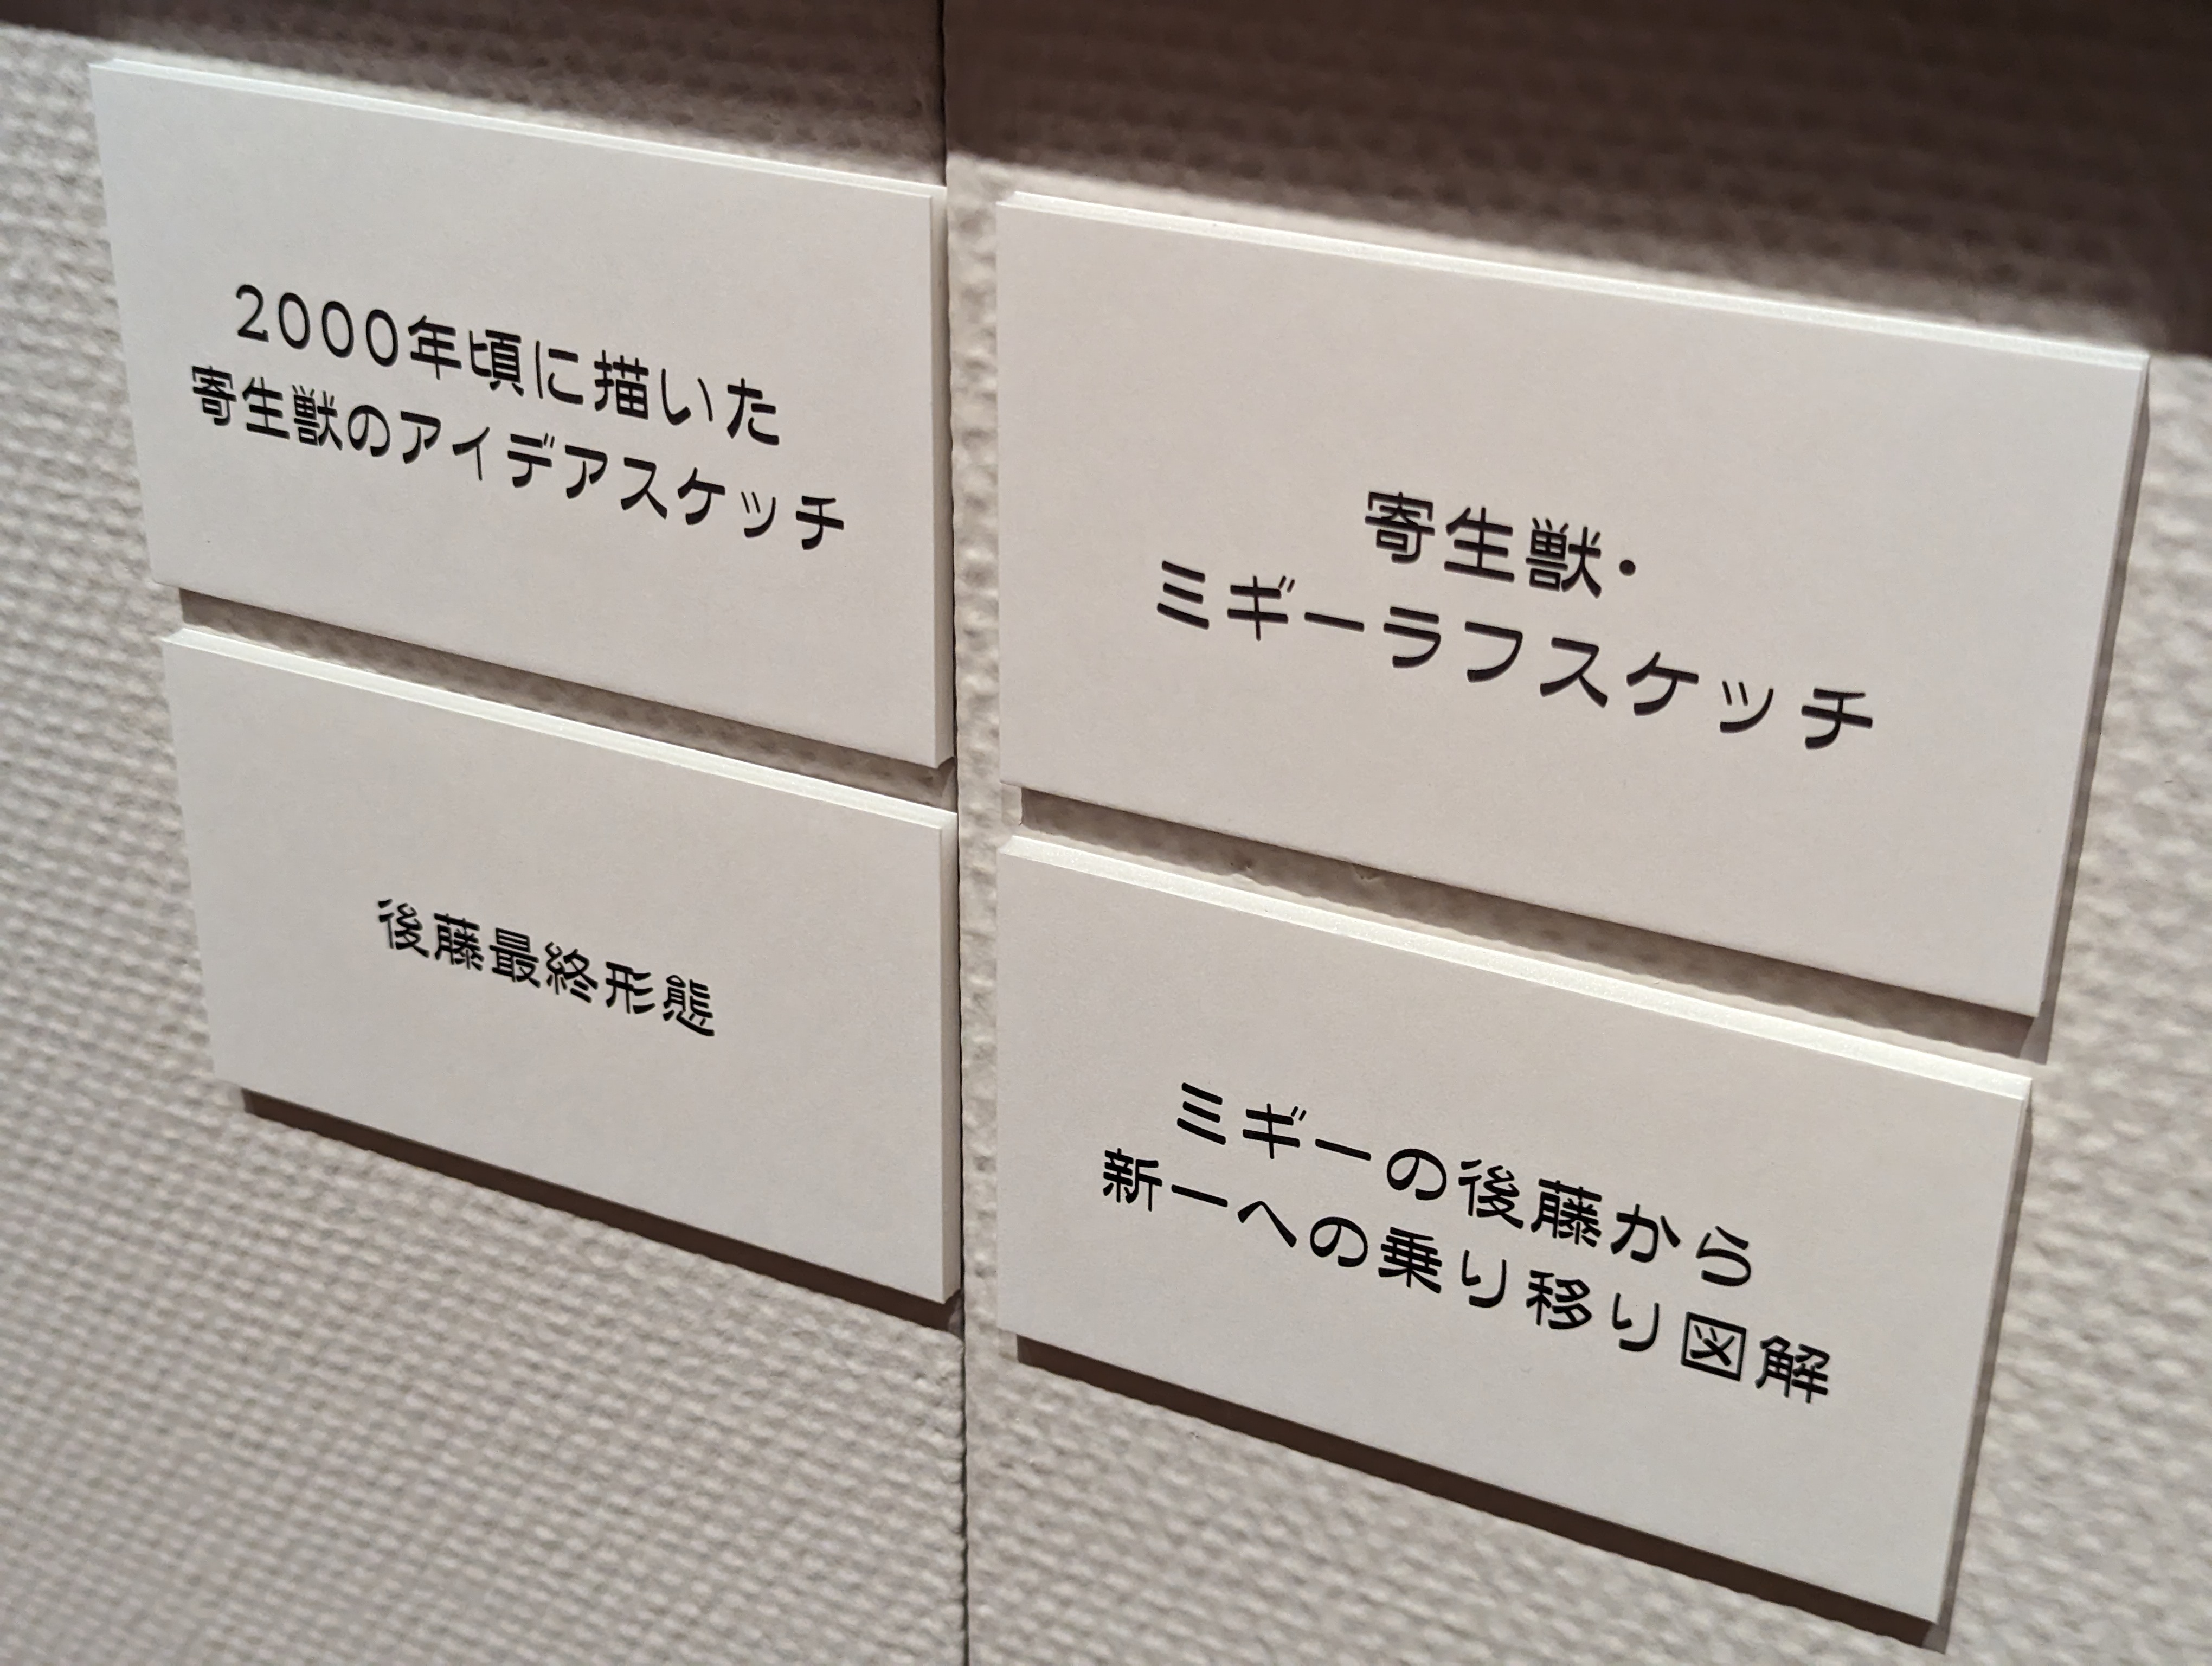 2000年頃に描いた
寄生獣のアイデアスケッチ
後藤最終形態
寄生獣・
ミギーラフスケッチ
ミギーの後藤から
新一への乗り移り図解